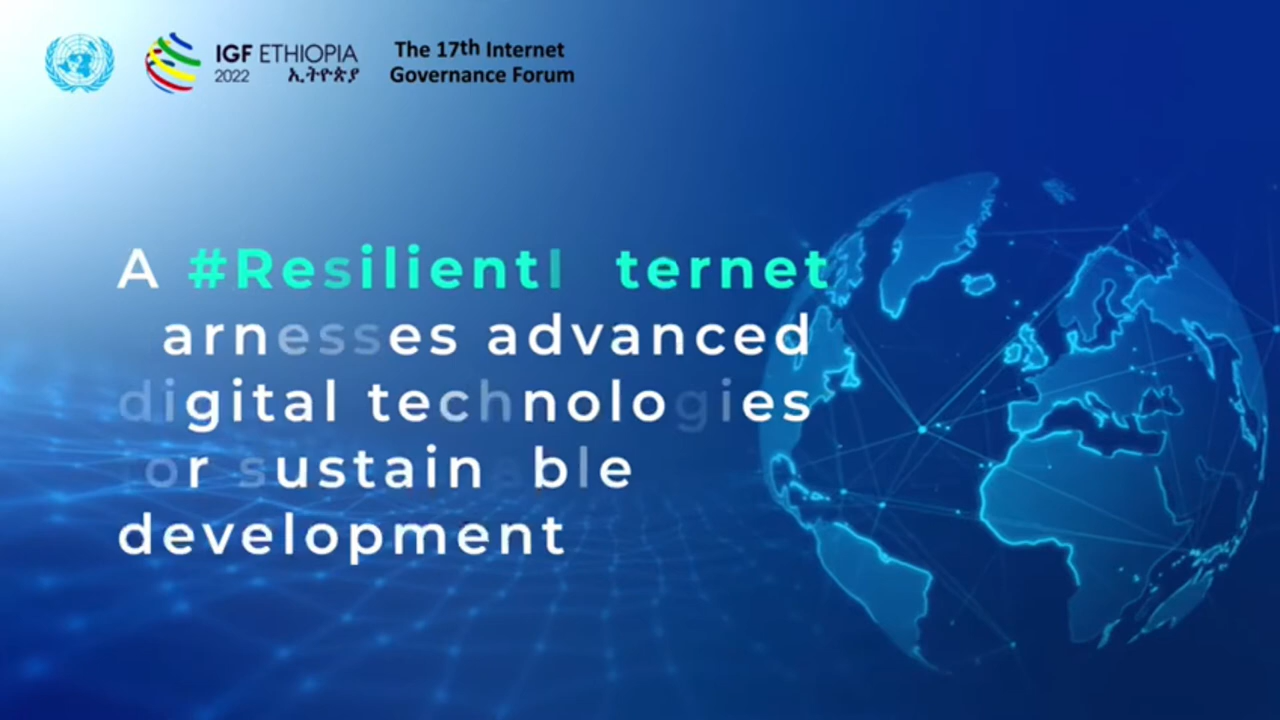 IGF ETHIOPIA
2022 ኢትዮጵያ
The 17th Internet
Governance Forum
A #ResilientI ternet
arnesses advanced
digital technologies
or sustain ble
development